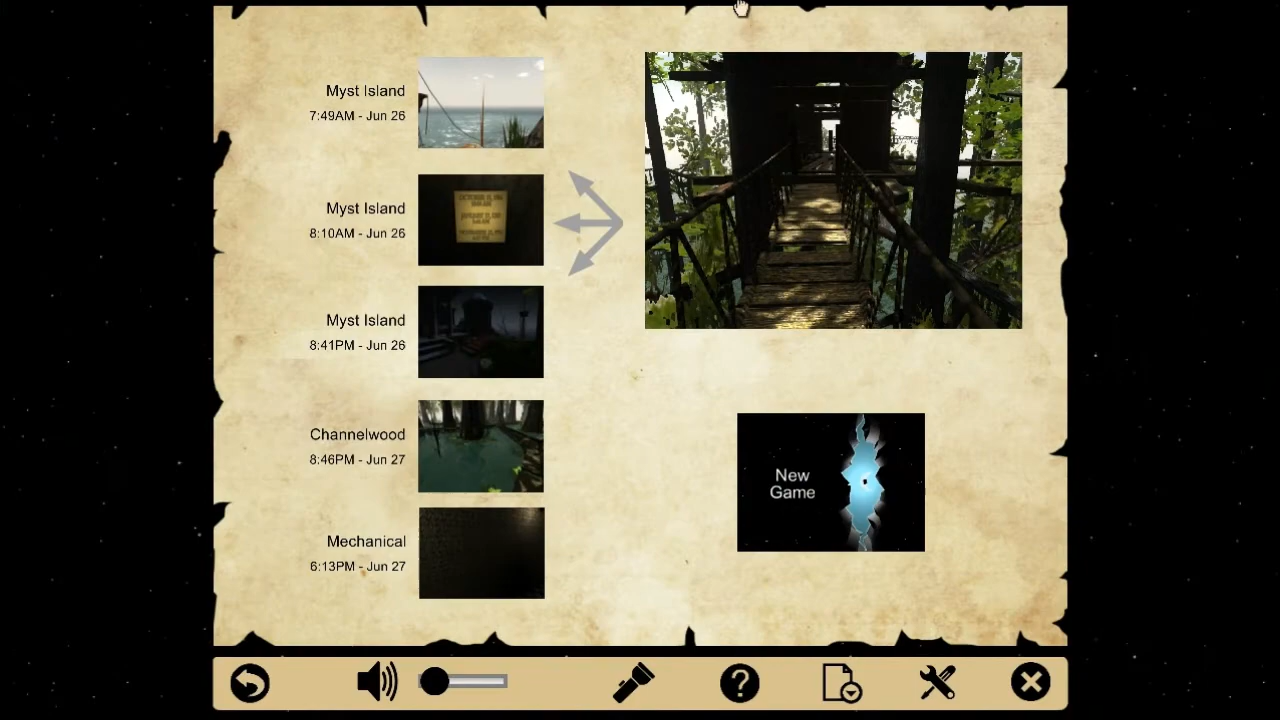 Myst Island
7:49AM - Jun 26
Myst Island
8:10AM - Jun 26
Myst Island
8:41PM - Jun 26
Channelwood
8:46PM - Jun 27
Mechanical
6:13PM - Jun 27
New
Game
?